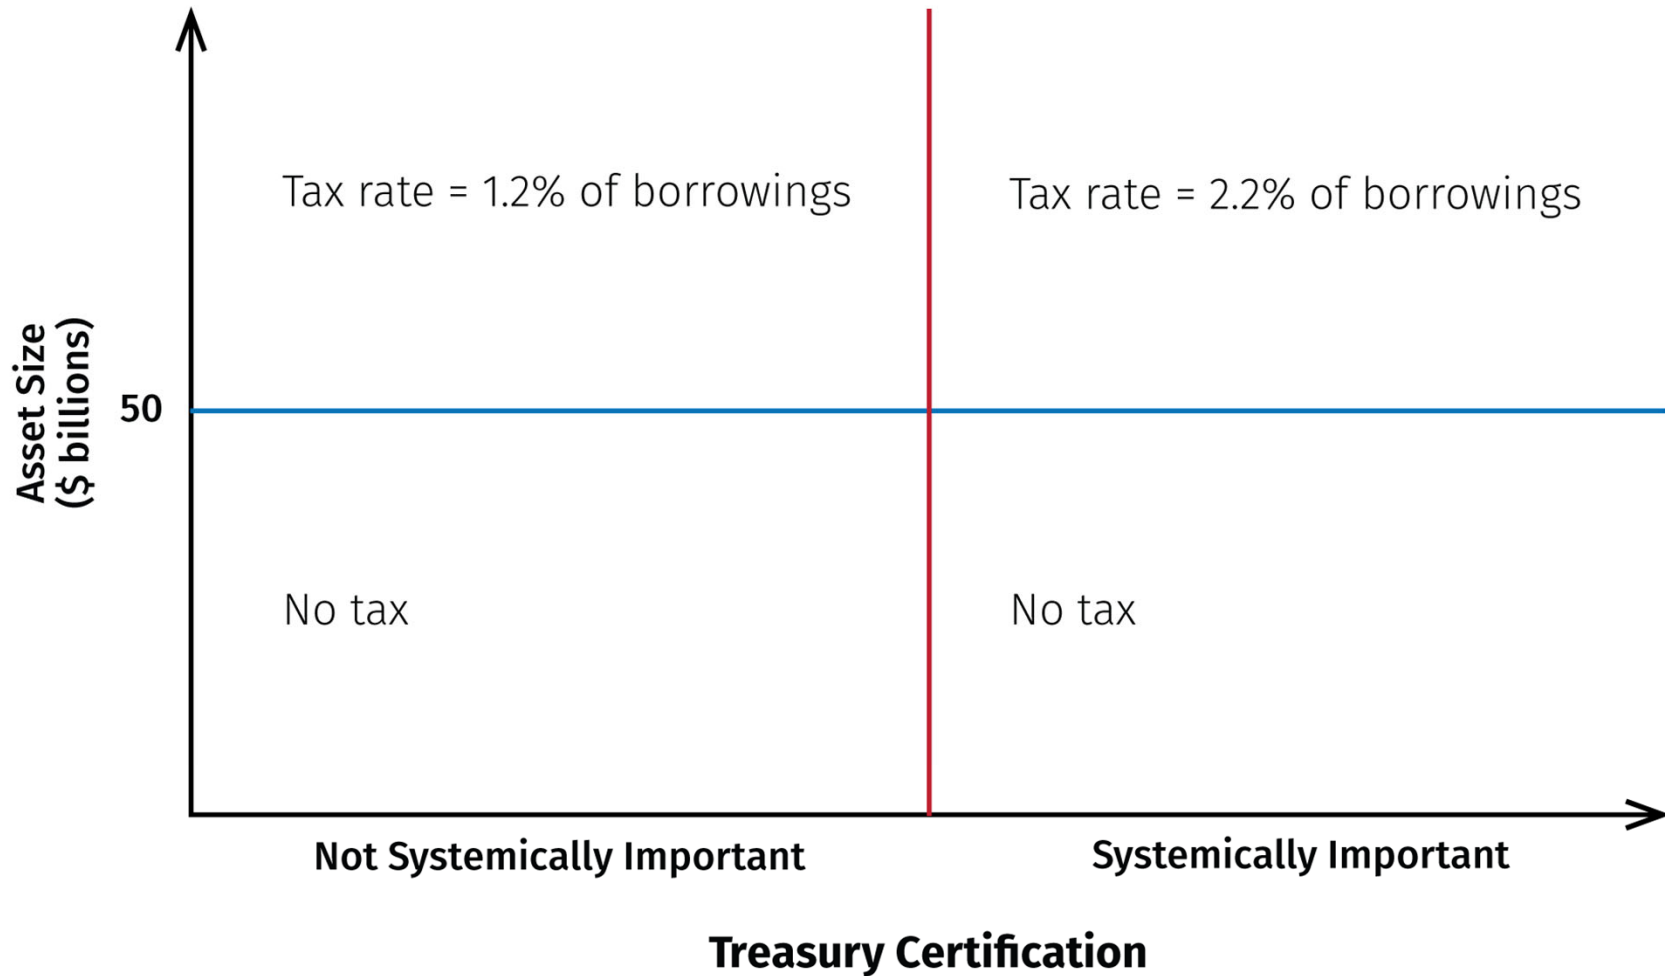 Tax rate = 1.2% of borrowings
Tax rate = 2.2% of borrowings
Asset Size
($ billions)
50
No tax
No tax
Not Systemically Important
Systemically Important
Treasury Certification